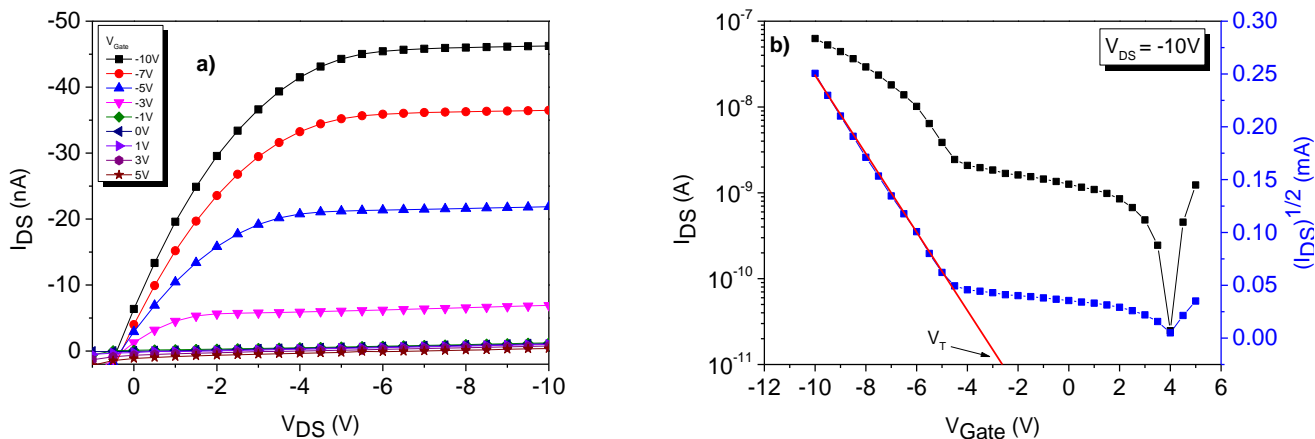 -50
-40
-30
-20
-10
0
I_DS (nA)
V_Gate
-10V
-7V
-5V
-3V
-1V
0V
1V
3V
5V
a)
0 -2 -4 -6 -8 -10
V_DS (V)
10^-7
10^-8
10^-9
10^-10
10^-11
I_DS (A)
b)
V_DS = -10V
V_T
-12 -10 -8 -6 -4 -2 0 2 4 6
V_Gate (V)
0.30
0.25
0.20
0.15
0.10
0.05
0.00
(I_DS)^1/2 (mA)